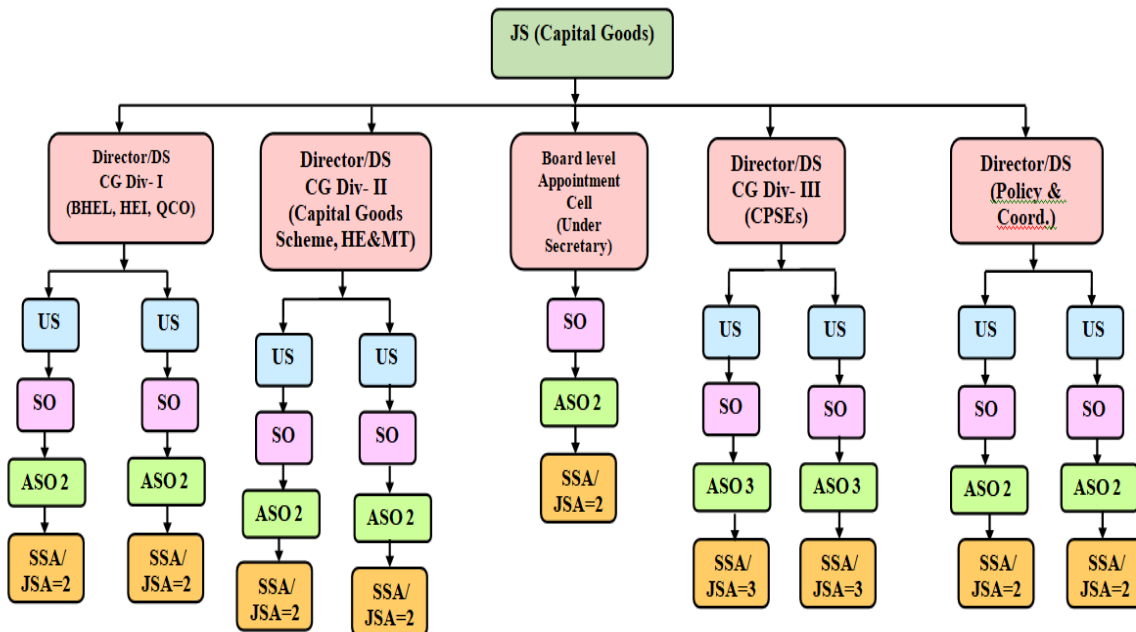 JS (Capital Goods)
Director/DS
CG Div- I
(BHEL, HEI, QCO)
Director/DS
CG Div- II
(Capital Goods
Scheme, HE&MT)
Board level
Appointment
Cell
(Under
Secretary)
Director/DS
CG Div- III
(CPSEs)
Director/DS
(Policy &
Coord.)
US
US
US
US
SO
US
US
US
US
SO
SO
SO
SO
ASO 2
SO
SO
SO
SO
ASO 2
ASO 2
ASO 2
ASO 2
SSA/
JSA=2
ASO 3
ASO 3
ASO 2
ASO 2
SSA/
JSA=2
SSA/
JSA=2
SSA/
JSA=2
SSA/
JSA=2
SSA/
JSA=3
SSA/
JSA=3
SSA/
JSA=2
SSA/
JSA=2